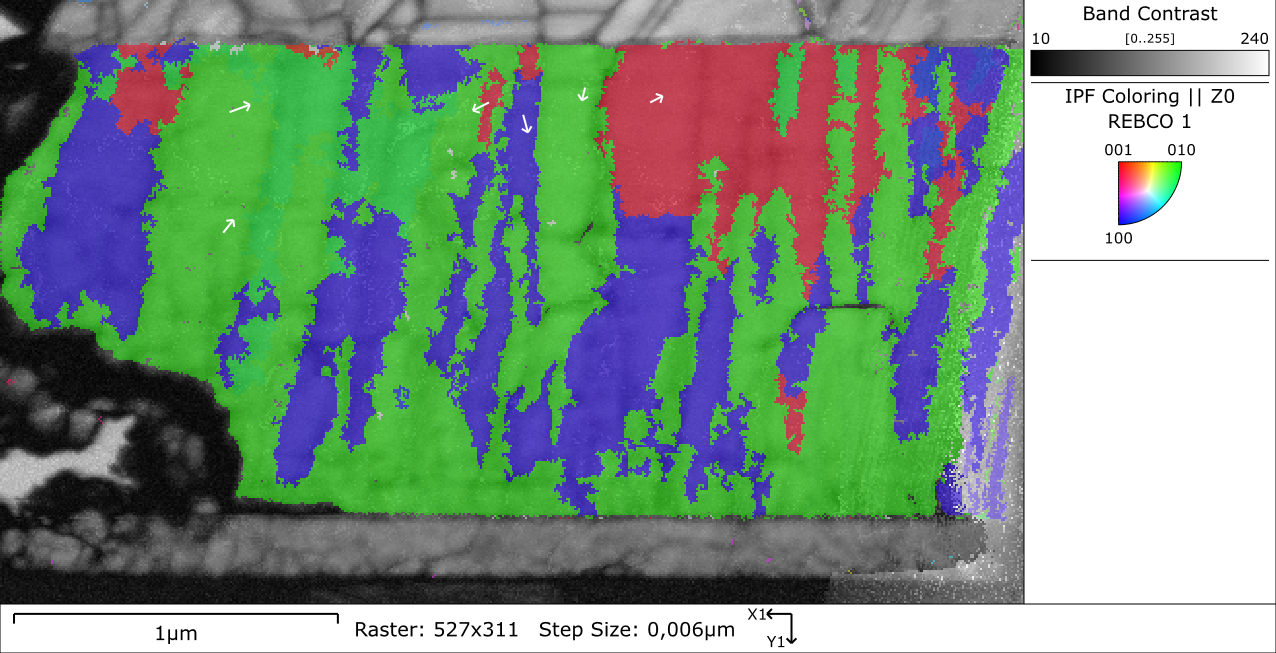 Band Contrast
10 [0..255] 240
IPF Coloring || Z0
REBCO 1
001 010
100
1µm Raster: 527x311 Step Size: 0,006µm
X1
Y1